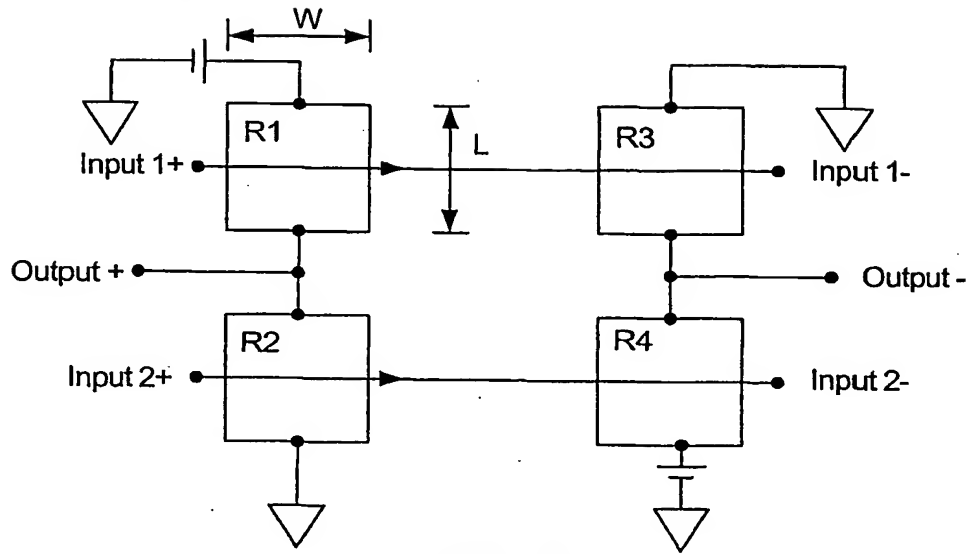 W
R1
L
R3
Input 1+
Input 1-
Output +
Output -
R2
R4
Input 2+
Input 2-